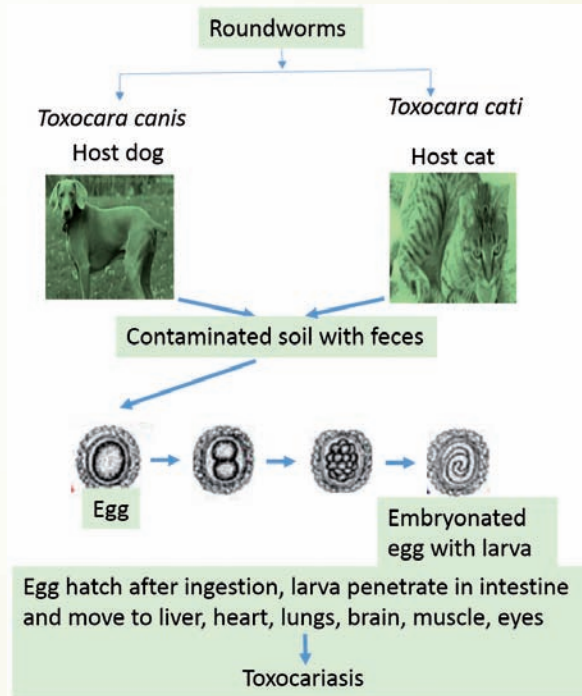 Roundworms
Toxocara canis
Host dog
Toxocara cati
Host cat
Contaminated soil with feces
Egg
Embryonated
egg with larva
Egg hatch after ingestion, larva penetrate in intestine
and move to liver, heart, lungs, brain, muscle, eyes
Toxocariasis